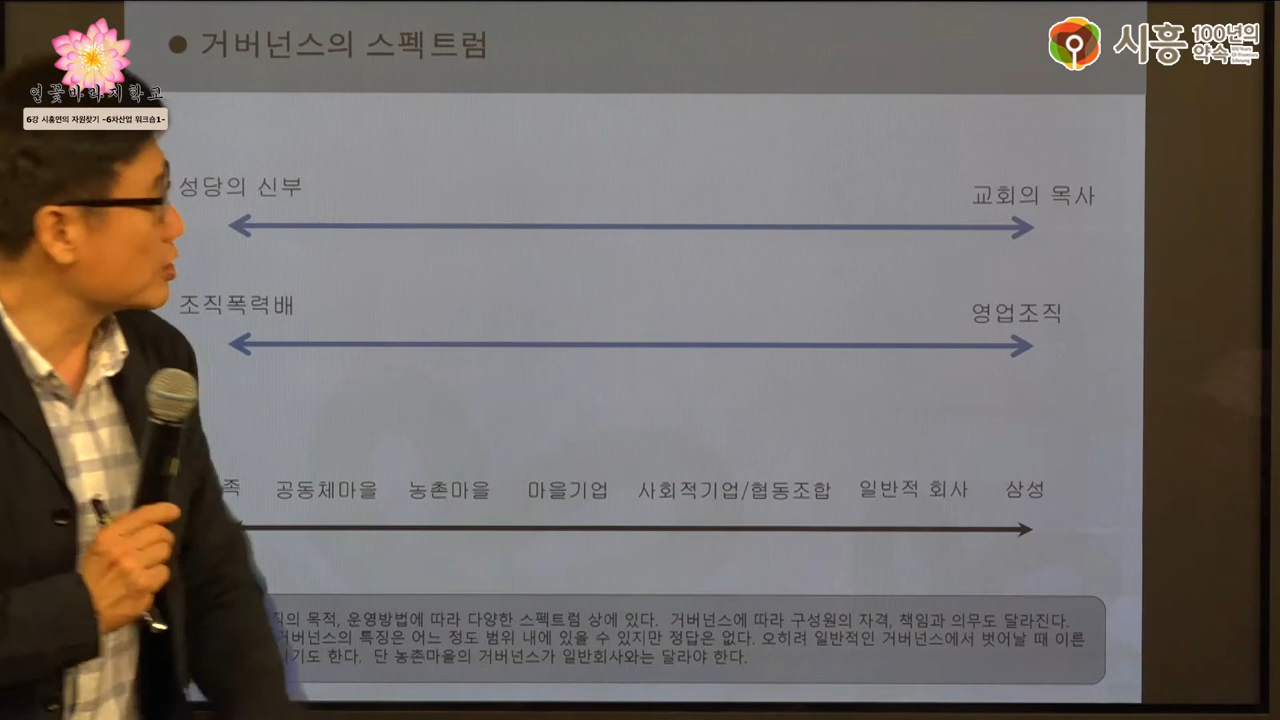 거버넌스의 스펙트럼
시흥 100년의 약속
연꽃바라지학교
6강 시흥연의 자원찾기 -6차산업 워크숍1-
성당의 신부
교회의 목사
조직폭력배
영업조직
족 공동체마을 농촌마을 마을기업 사회적기업/협동조합 일반적 회사 삼성
의 목적, 운영방법에 따라 다양한 스펙트럼 상에 있다. 거버넌스에 따라 구성원의 자격, 책임과 의무도 달라진다.
거버넌스의 특징은 어느 정도 범위 내에 있을 수 있지만 정답은 없다. 오히려 일반적인 거버넌스에서 벗어날 때 이른
기도 한다. 단 농촌마을의 거버넌스가 일반회사와는 달라야 한다.